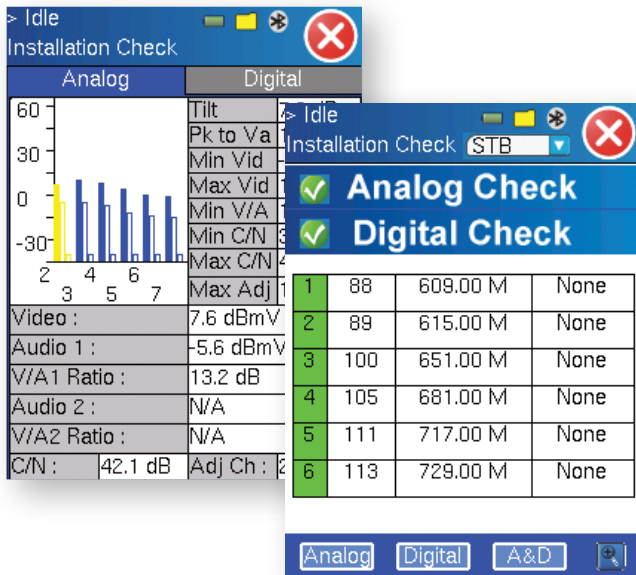 > Idle
Installation Check
Analog Digital
60
30
0
-30
2 3 4 5 6 7
Tilt
Pk to Va
Min Vid
Max Vid
Min V/A
Min C/N
Max C/N
Max Adj
Video : 7.6 dBmV
Audio 1 : -5.6 dBmV
V/A1 Ratio : 13.2 dB
Audio 2 : N/A
V/A2 Ratio : N/A
C/N : 42.1 dB Adj Ch :
> Idle
Installation Check STB
Analog Check
Digital Check
1 88 609.00 M None
2 89 615.00 M None
3 100 651.00 M None
4 105 681.00 M None
5 111 717.00 M None
6 113 729.00 M None
Analog Digital A&D